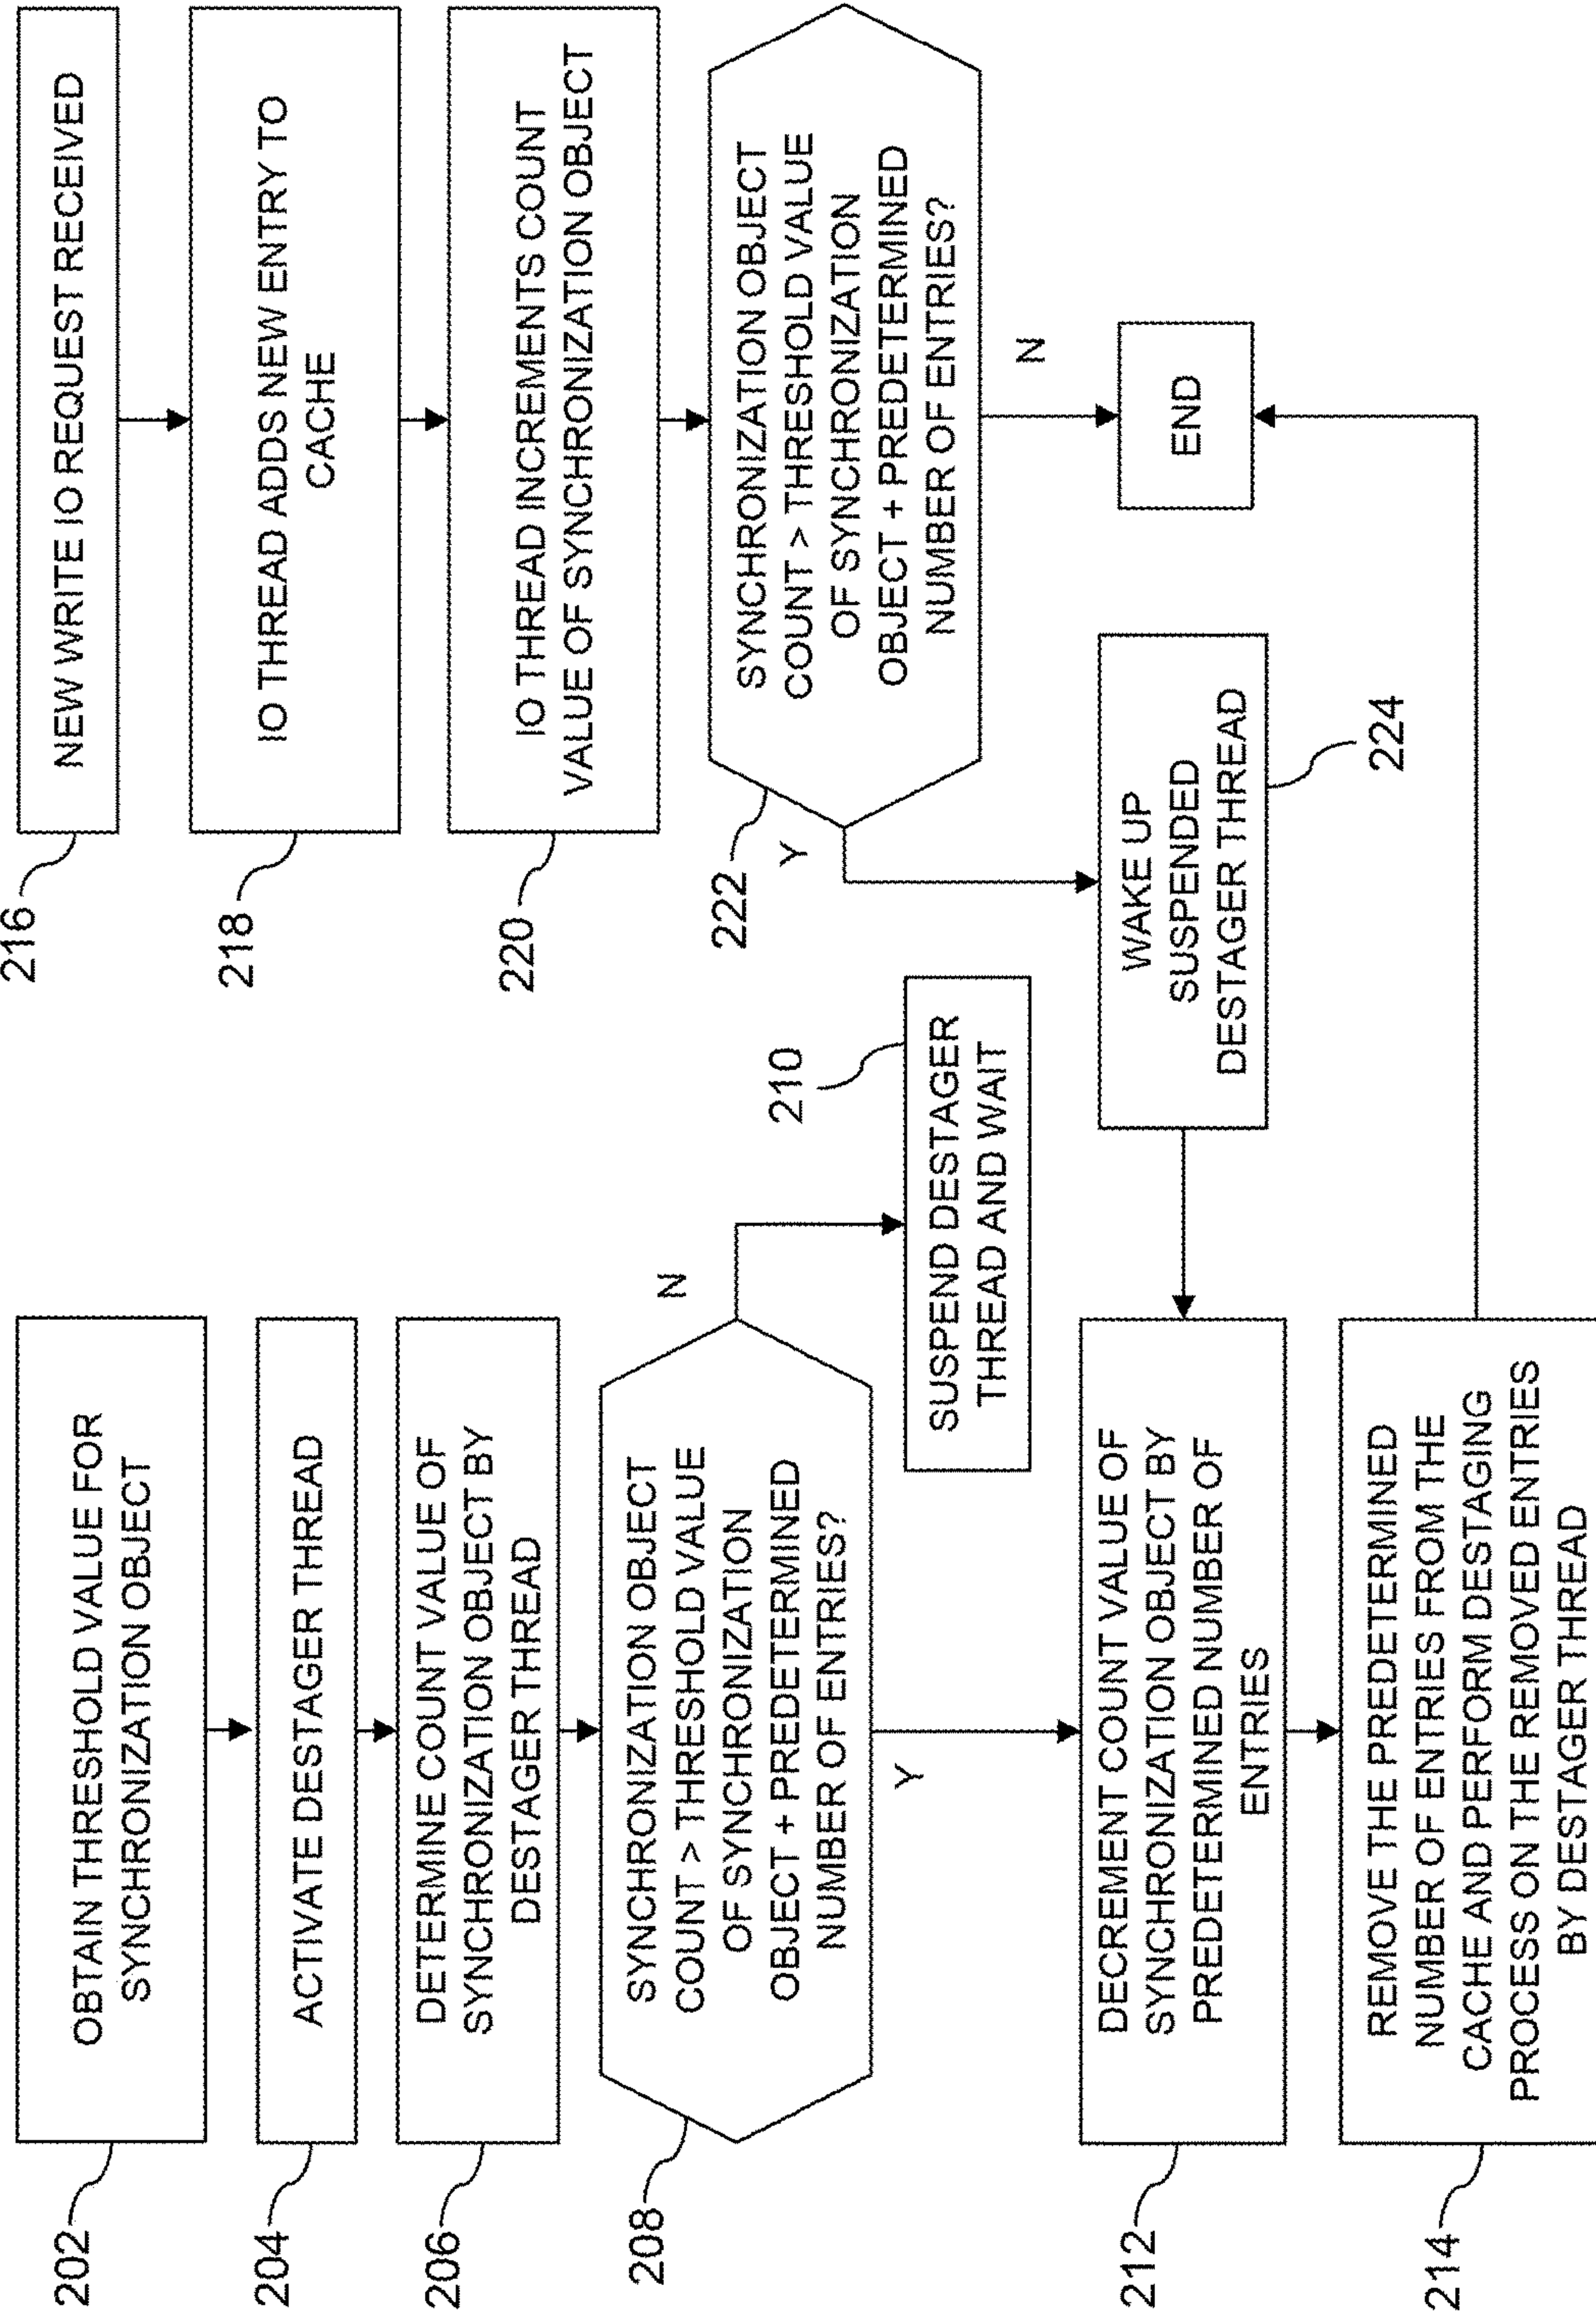 202
OBTAIN THRESHOLD VALUE FOR
SYNCHRONIZATION OBJECT
204
ACTIVATE DESTAGER THREAD
206
DETERMINE COUNT VALUE OF
SYNCHRONIZATION OBJECT BY
DESTAGER THREAD
208
SYNCHRONIZATION OBJECT
COUNT > THRESHOLD VALUE
OF SYNCHRONIZATION
OBJECT + PREDETERMINED
NUMBER OF ENTRIES?
N
Y
210
SUSPEND DESTAGER
THREAD AND WAIT
212
DECREMENT COUNT VALUE OF
SYNCHRONIZATION OBJECT BY
PREDETERMINED NUMBER OF
ENTRIES
214
REMOVE THE PREDETERMINED
NUMBER OF ENTRIES FROM THE
CACHE AND PERFORM DESTAGING
PROCESS ON THE REMOVED ENTRIES
BY DESTAGER THREAD
216
NEW WRITE IO REQUEST RECEIVED
218
IO THREAD ADDS NEW ENTRY TO
CACHE
220
IO THREAD INCREMENTS COUNT
VALUE OF SYNCHRONIZATION OBJECT
222
SYNCHRONIZATION OBJECT
COUNT > THRESHOLD VALUE
OF SYNCHRONIZATION
OBJECT + PREDETERMINED
NUMBER OF ENTRIES?
Y
N
WAKE UP
SUSPENDED
DESTAGER THREAD
224
END